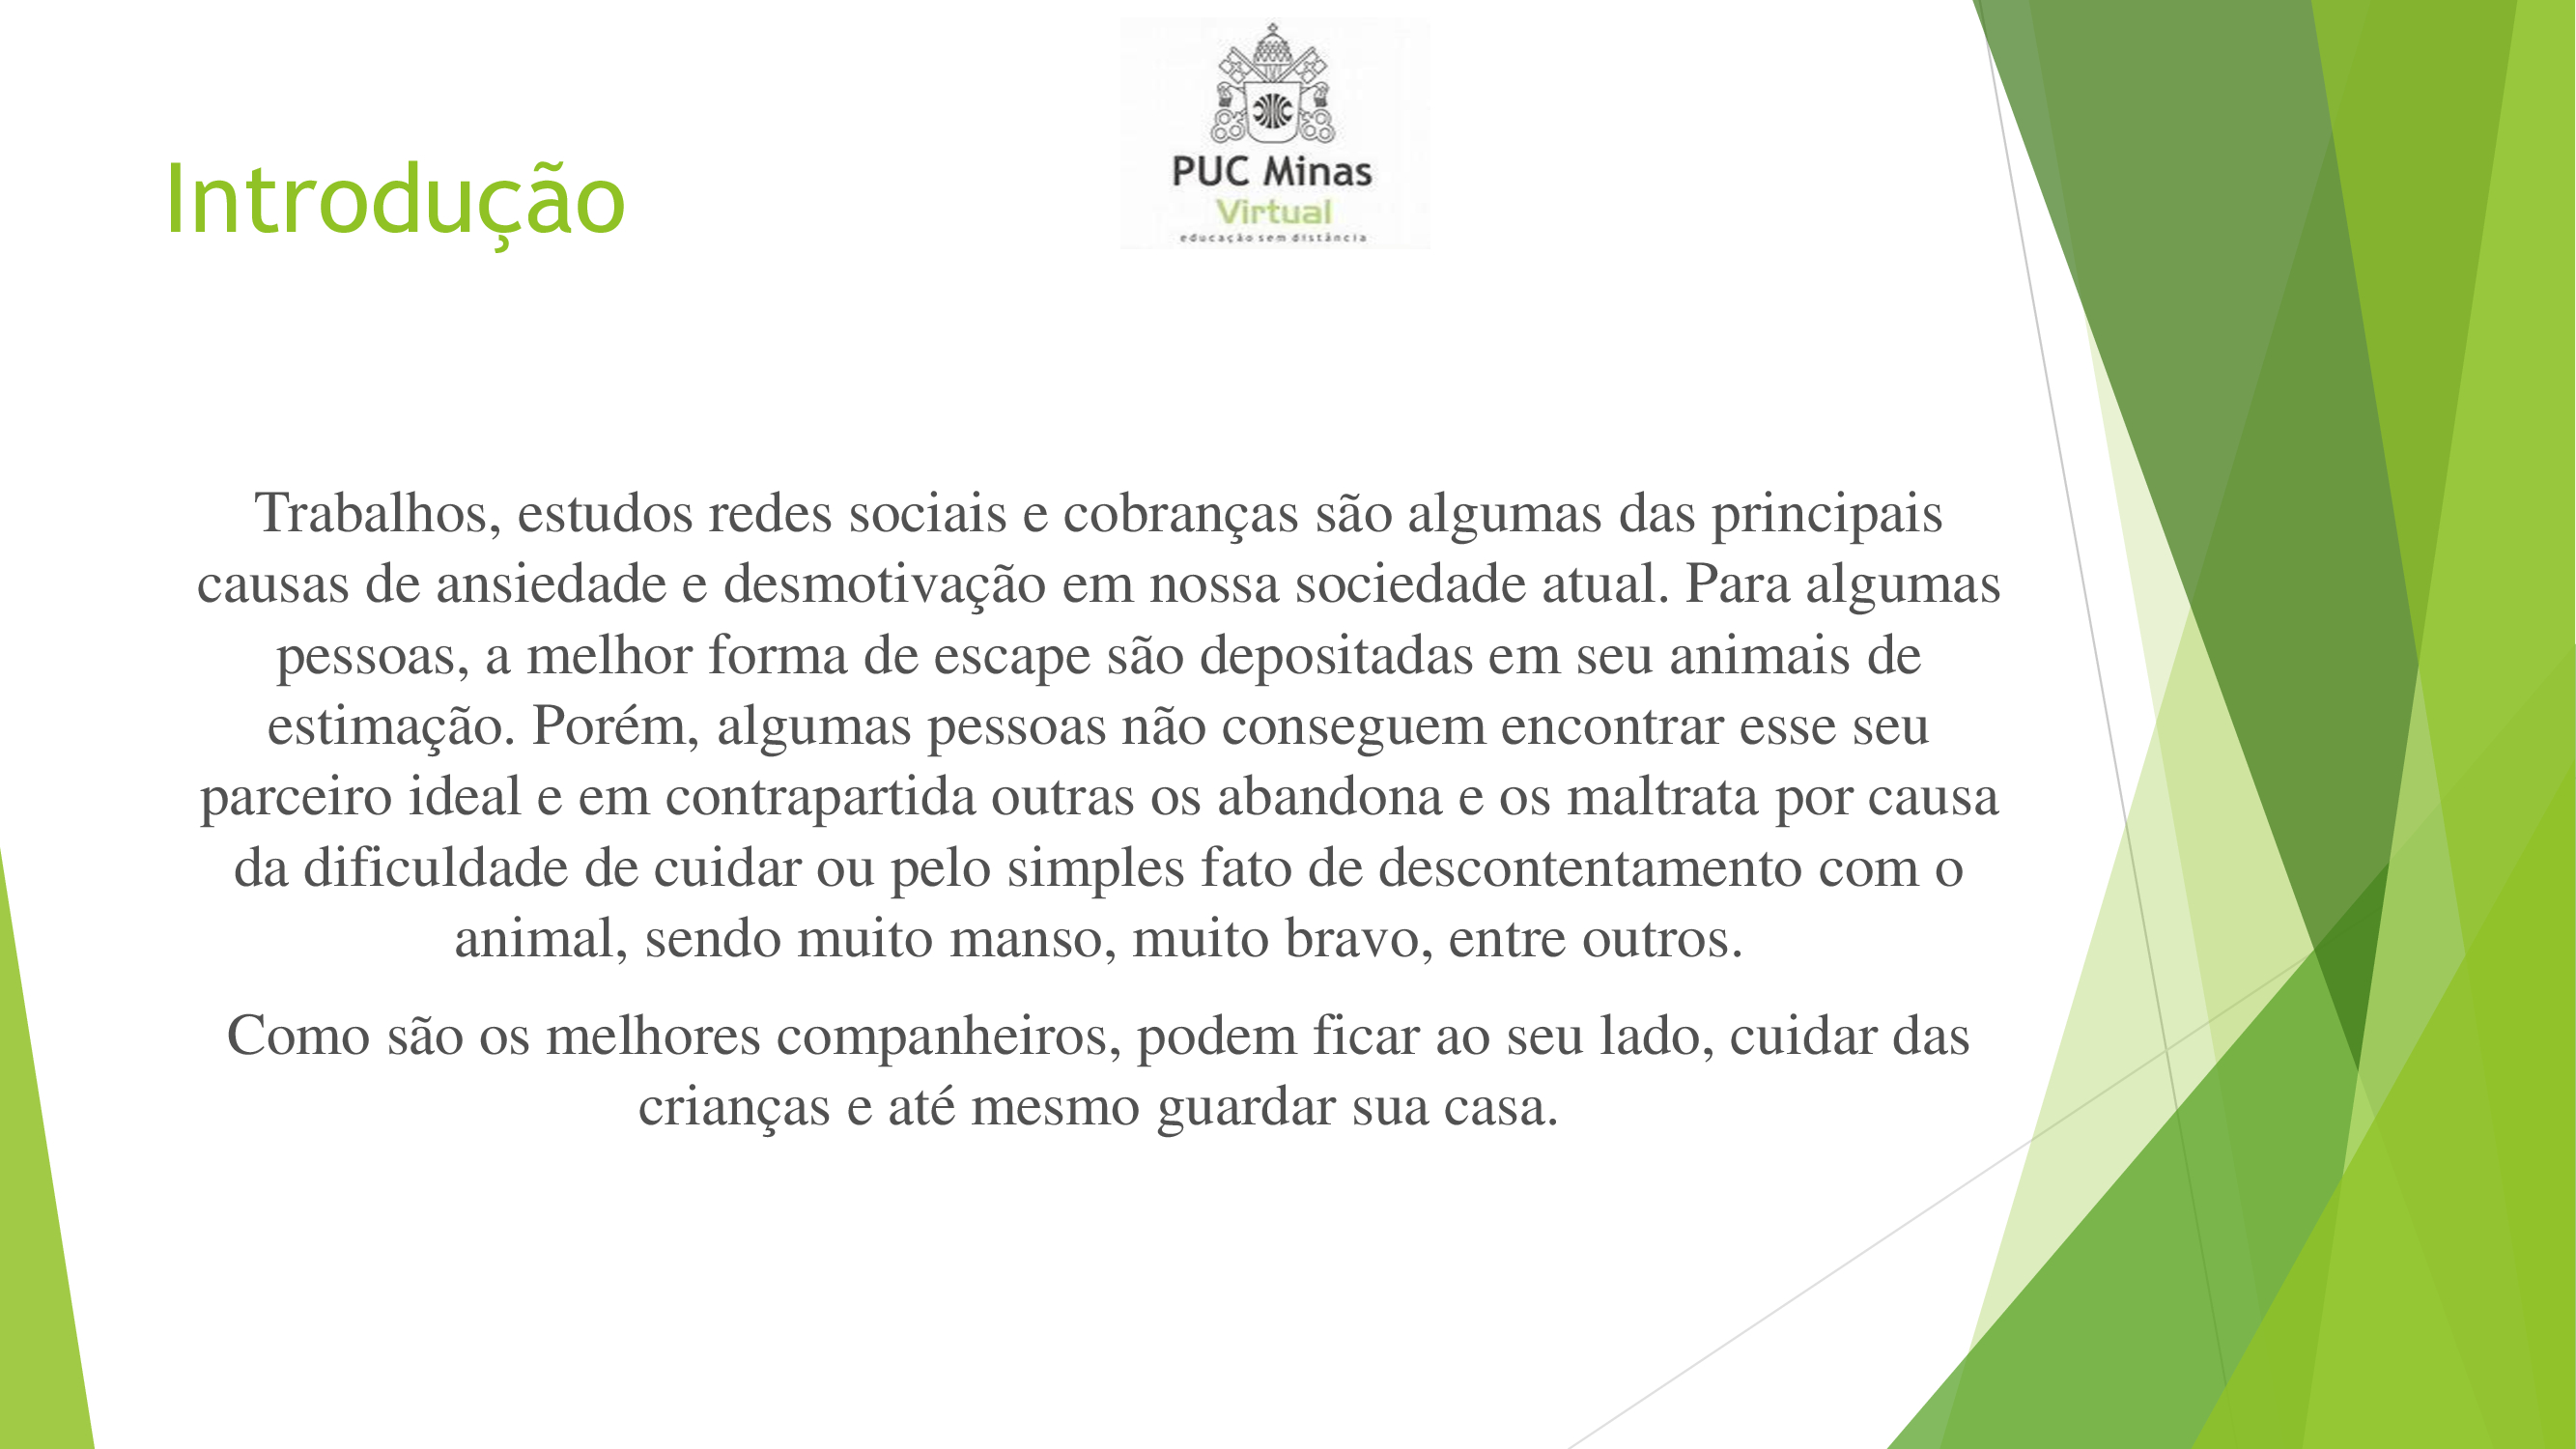 PUC Minas
Virtual
educação sem distância
Introdução
Trabalhos, estudos redes sociais e cobranças são algumas das principais
causas de ansiedade e desmotivação em nossa sociedade atual. Para algumas
pessoas, a melhor forma de escape são depositadas em seu animais de
estimação. Porém, algumas pessoas não conseguem encontrar esse seu
parceiro ideal e em contrapartida outras os abandona e os maltrata por causa
da dificuldade de cuidar ou pelo simples fato de descontentamento com o
animal, sendo muito manso, muito bravo, entre outros.
Como são os melhores companheiros, podem ficar ao seu lado, cuidar das
crianças e até mesmo guardar sua casa.